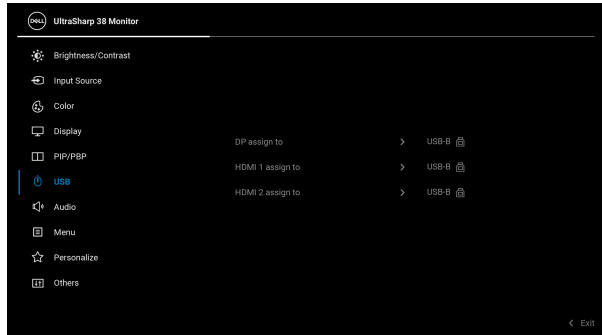 DELL UltraSharp 38 Monitor
Brightness/Contrast
Input Source
Color
Display
DP assign to > USB-B
PIP/PBP
HDMI 1 assign to > USB-B
USB
HDMI 2 assign to > USB-B
Audio
Menu
Personalize
Others
< Exit